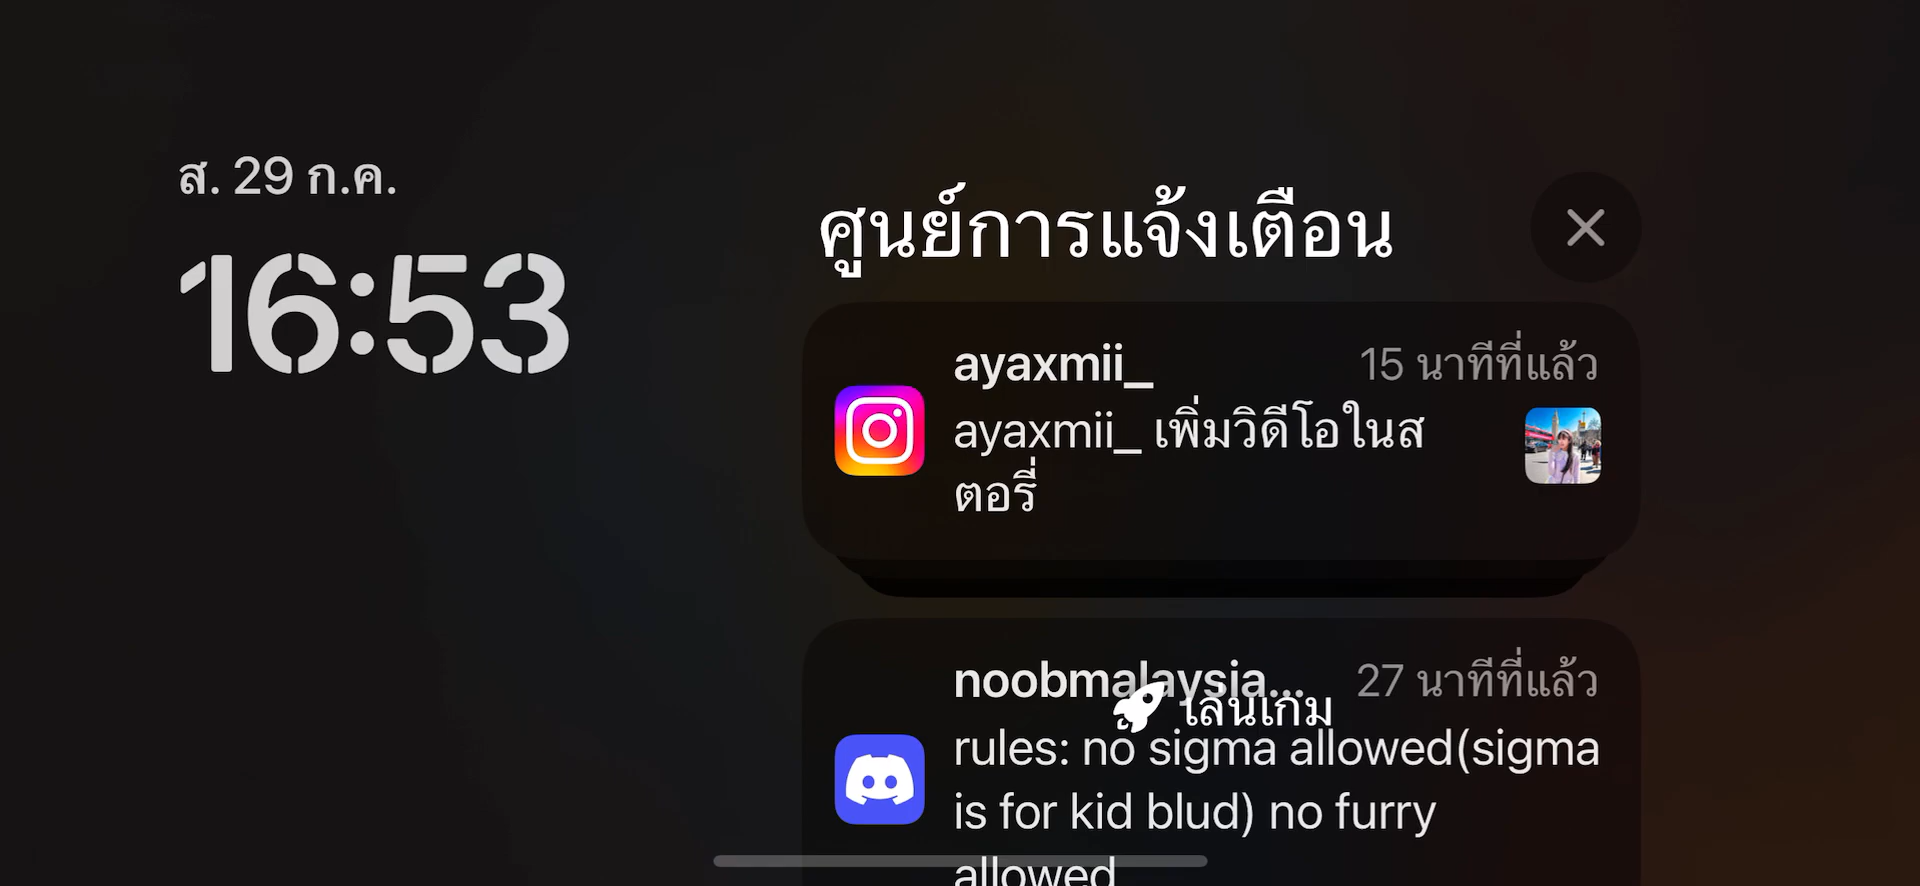 ส. 29 ก.ค.
16:53
ศูนย์การแจ้งเตือน
ayaxmii_
15 นาทีที่แล้ว
ayaxmii_ เพิ่มวิดีโอในส
ตอรี่
noobmalaysia...
27 นาทีที่แล้ว
เล่นเกม
rules: no sigma allowed(sigma
is for kid blud) no furry
allowed